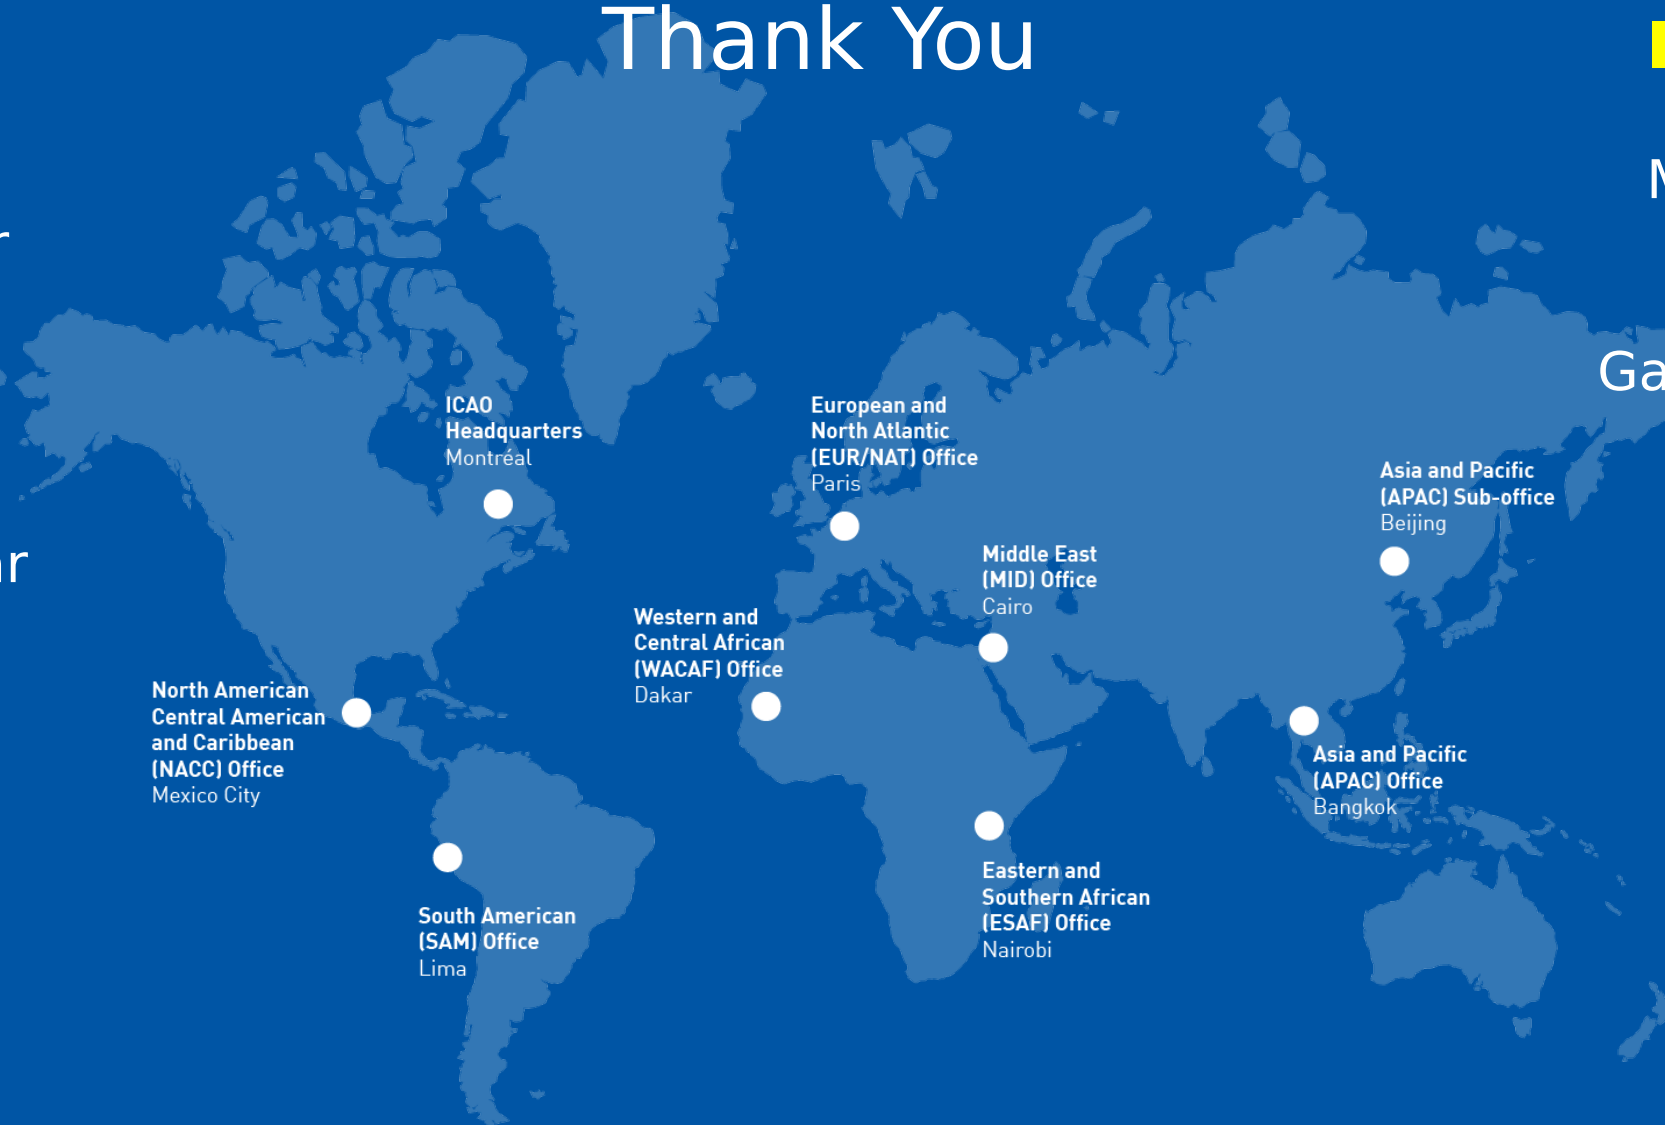 Thank You
ICAO
Headquarters
Montréal
European and
North Atlantic
(EUR/NAT) Office
Paris
Asia and Pacific
(APAC) Sub-office
Beijing
Middle East
(MID) Office
Cairo
Western and
Central African
(WACAF) Office
Dakar
North American
Central American
and Caribbean
(NACC) Office
Mexico City
Asia and Pacific
(APAC) Office
Bangkok
Eastern and
Southern African
(ESAF) Office
Nairobi
South American
(SAM) Office
Lima